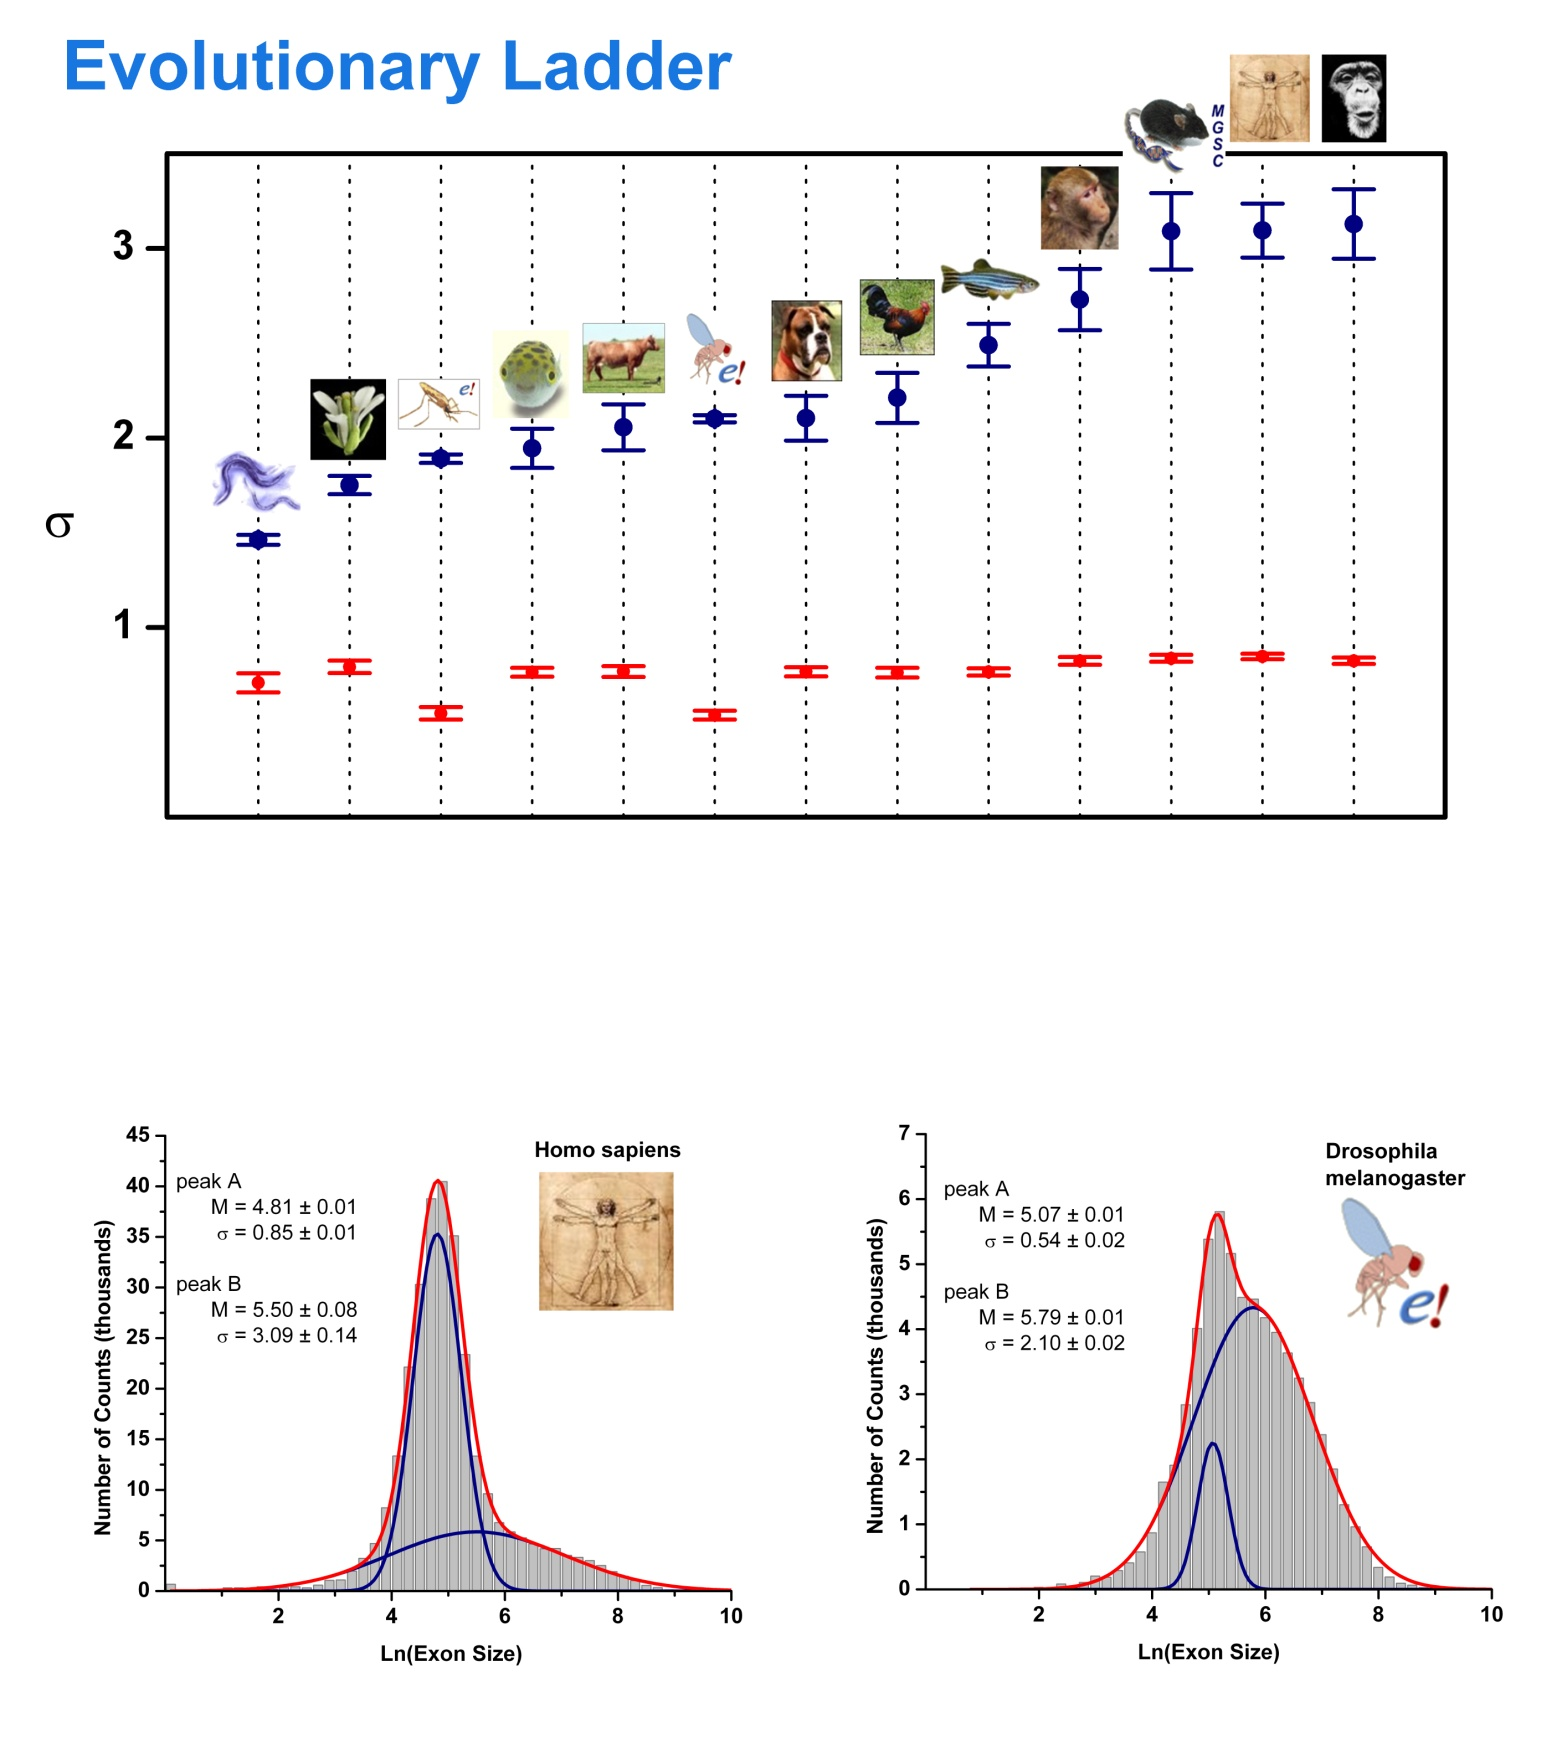 Evolutionary Ladder
M
G
S
C
3
e!
e!
2
σ
1
45
40
35
30
25
20
15
10
5
0
Number of Counts (thousands)
peak A
M = 4.81 ± 0.01
σ = 0.85 ± 0.01
peak B
M = 5.50 ± 0.08
σ = 3.09 ± 0.14
Homo sapiens
2 4 6 8 10
Ln(Exon Size)
7
6
5
4
3
2
1
0
Number of Counts (thousands)
peak A
M = 5.07 ± 0.01
σ = 0.54 ± 0.02
peak B
M = 5.79 ± 0.01
σ = 2.10 ± 0.02
Drosophila
melanogaster
e!
2 4 6 8 10
Ln(Exon Size)